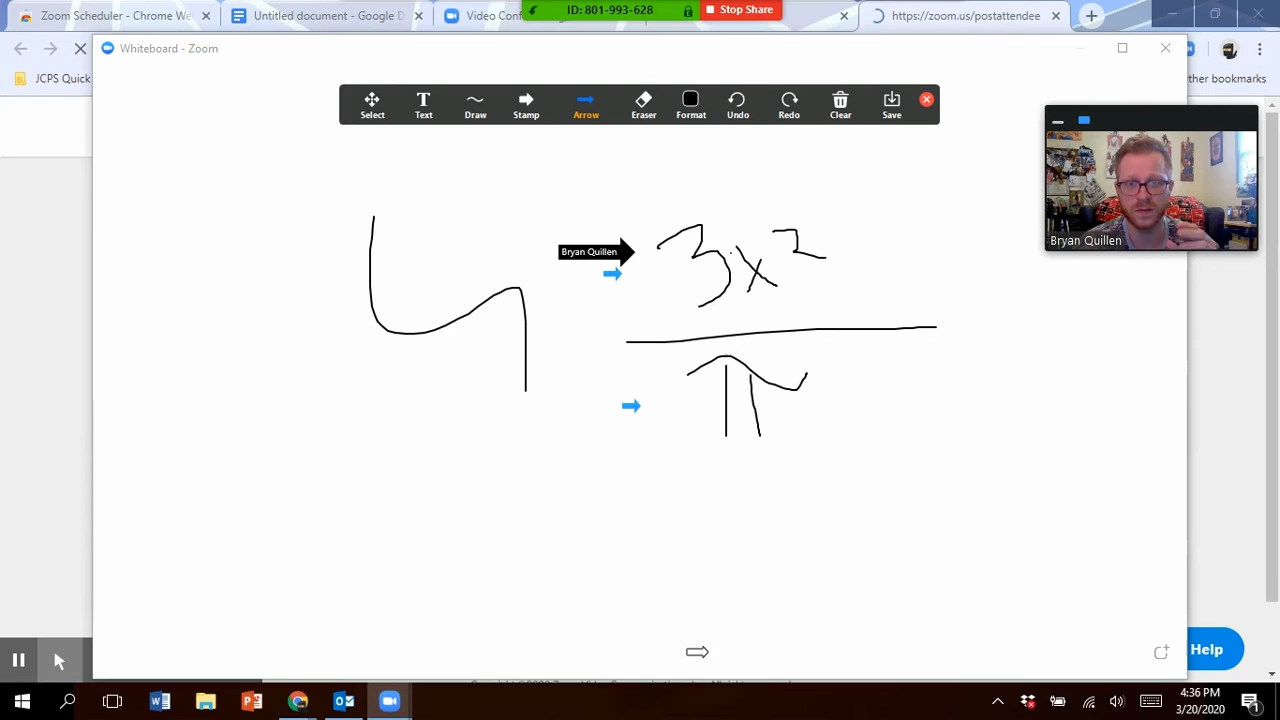 Zoom Scheduler - Chrome We
Untitled document - Google D
Video Con
ID: 801-993-628
Stop Share
https://zoom.us/postattendee
JCPS Quick
ther bookmarks
Whiteboard - Zoom
Select
Text
Draw
Stamp
Arrow
Eraser
Format
Undo
Redo
Clear
Save
Bryan Quillen
Bryan Quillen
3x²
π
Help
4:36 PM
3/20/2020